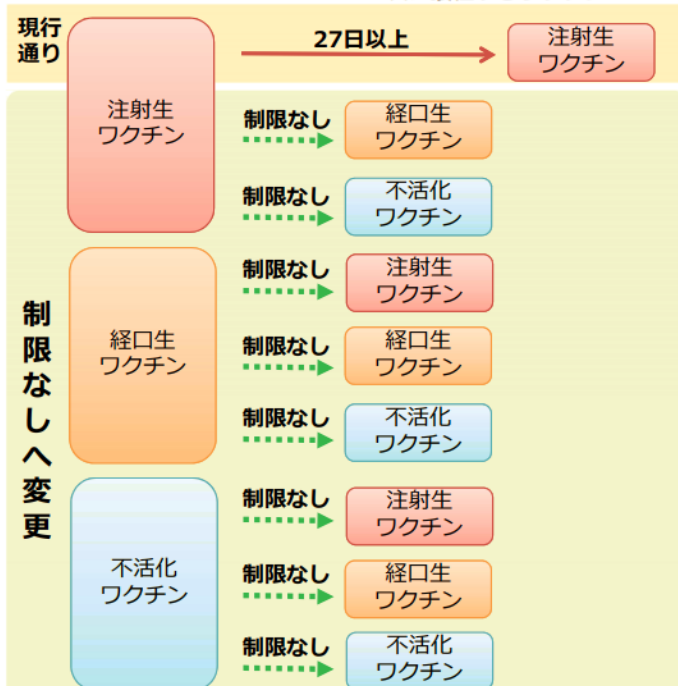 現行
通り
注射生
ワクチン
27日以上
注射生
ワクチン
制限なし
経口生
ワクチン
制限なし
不活化
ワクチン
制限なしへ変更
経口生
ワクチン
制限なし
注射生
ワクチン
制限なし
経口生
ワクチン
制限なし
不活化
ワクチン
不活化
ワクチン
制限なし
注射生
ワクチン
制限なし
経口生
ワクチン
制限なし
不活化
ワクチン